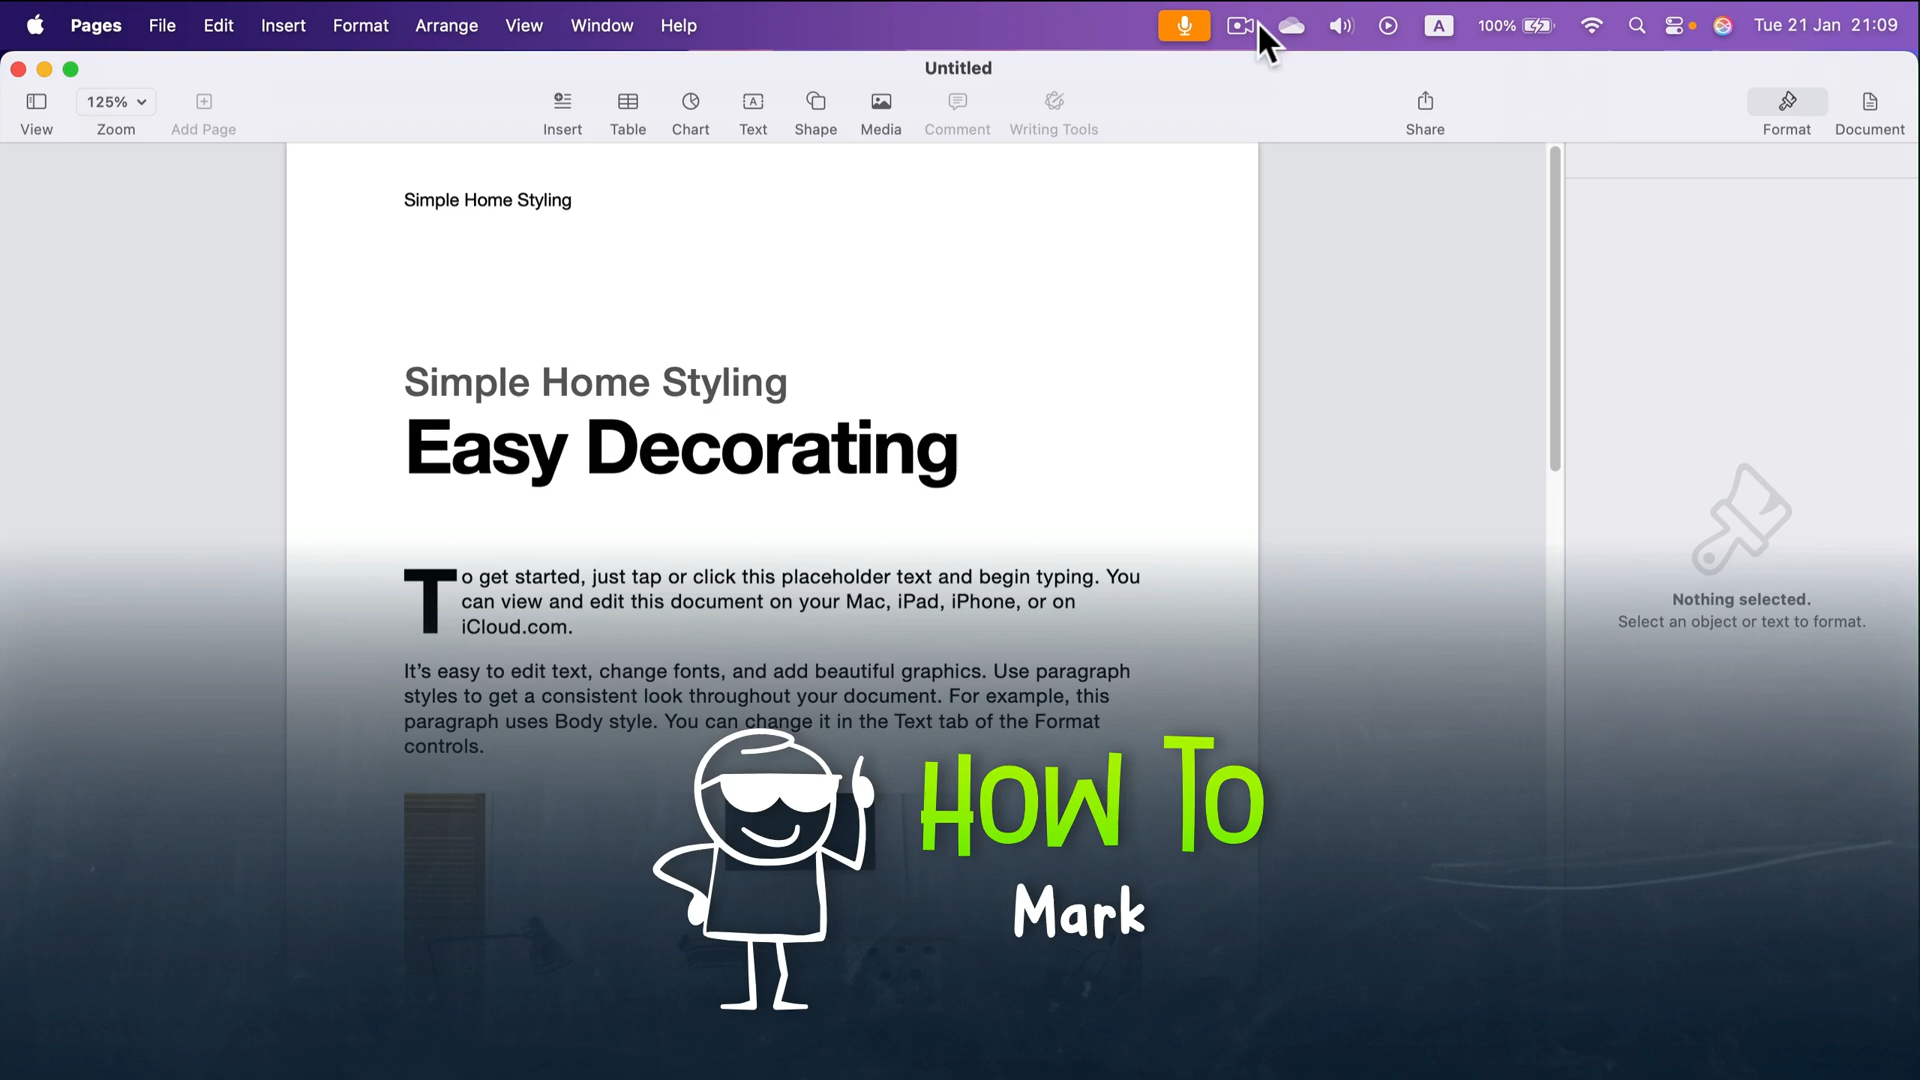 Pages File Edit Insert Format Arrange View Window Help A 100% Tue 21 Jan 21:09
Untitled
125%
View Zoom Add Page Insert Table Chart Text Shape Media Comment Writing Tools Share Format Document
Simple Home Styling
Simple Home Styling
Easy Decorating
To get started, just tap or click this placeholder text and begin typing. You
can view and edit this document on your Mac, iPad, iPhone, or on
iCloud.com.
It’s easy to edit text, change fonts, and add beautiful graphics. Use paragraph
styles to get a consistent look throughout your document. For example, this
paragraph uses Body style. You can change it in the Text tab of the Format
controls.
Nothing selected.
Select an object or text to format.
HOW TO
Mark